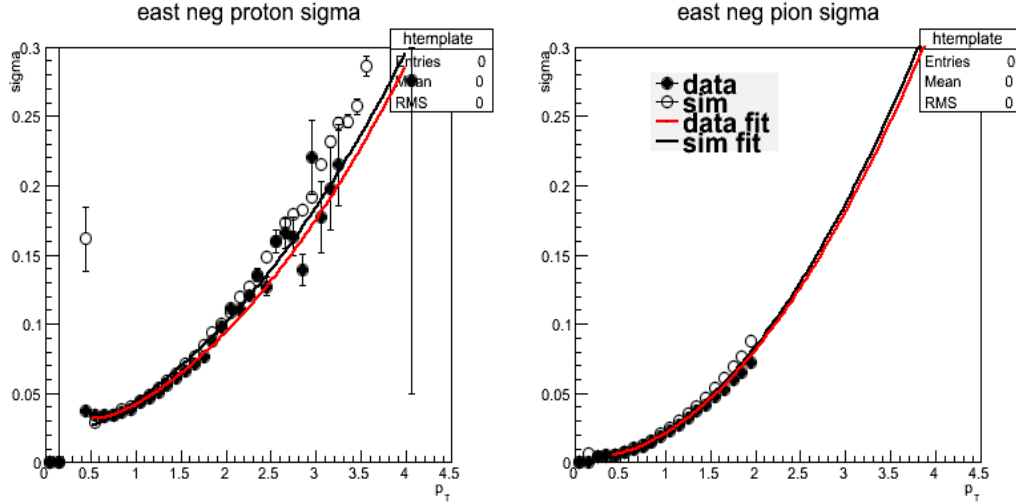 east neg proton sigma
sigma
0.3
0.25
0.2
0.15
0.1
0.05
0
0
0.5
1
1.5
2
2.5
3
3.5
4
4.5
p_T
htemplate
Entries 0
Mean 0
RMS 0
east neg pion sigma
sigma
0.3
0.25
0.2
0.15
0.1
0.05
0
0
0.5
1
1.5
2
2.5
3
3.5
4
4.5
p_T
data
sim
data fit
sim fit
htemplate
Entries 0
Mean 0
RMS 0